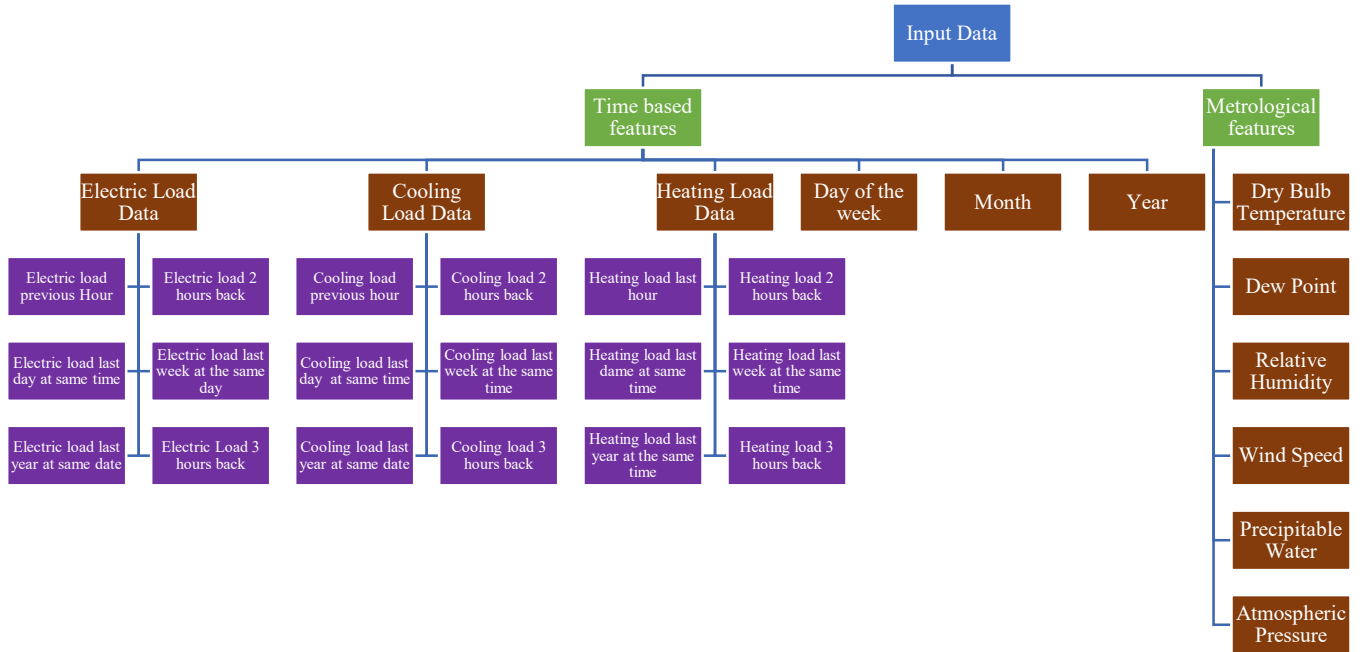 Input Data
Time based
features
Metrological
features
Electric Load
Data
Cooling
Load Data
Heating Load
Data
Day of the
week
Month
Year
Dry Bulb
Temperature
Electric load
previous Hour
Electric load 2
hours back
Cooling load
previous hour
Cooling load 2
hours back
Heating load last
hour
Heating load 2
hours back
Dew Point
Electric load last
day at same time
Electric load last
week at the same
day
Cooling load last
day at same time
Cooling load last
week at the same
time
Heating load last
dame at same
time
Heating load last
week at the same
time
Relative
Humidity
Electric load last
year at same date
Electric Load 3
hours back
Cooling load last
year at same date
Cooling load 3
hours back
Heating load last
year at the same
time
Heating load 3
hours back
Wind Speed
Precipitable
Water
Atmospheric
Pressure